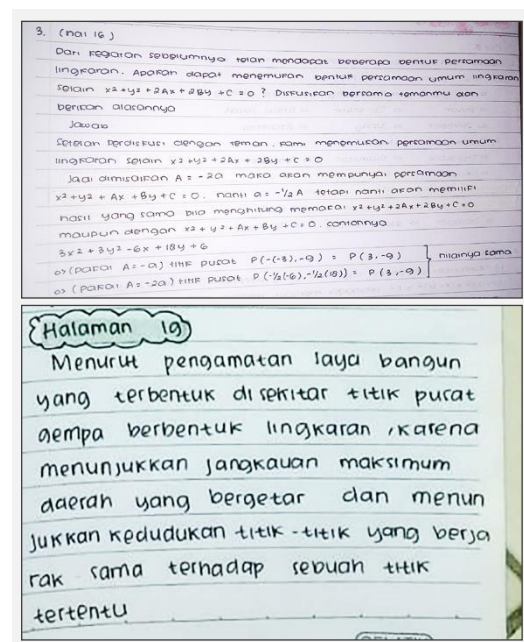 3. (hal 16)
Dari kegiatan sebelumnya telah mendapat beberapa bentuk persamaan
lingkaran. Apakah dapat menemukan bentuk persamaan umum lingkaran
selain x²+y²+2Ax+2By+C=0? Diskusikan bersama temanmu dan
berikan alasannya
Jawab
Setelah berdiskusi dengan teman, kami menemukan persamaan umum
lingkaran selain x²+y²+2Ax+2By+C=0
Jadi dimisalkan A = -2a maka akan mempunyai persamaan
x²+y²+Ax+By+C=0. nanti a = -½A tetapi nanti akan memiliki
hasil yang sama bila menghitung memakai x²+y²+2Ax+2By+C=0
maupun dengan x²+y²+Ax+By+C=0. contohnya
3x²+3y²-6x+18y+6
=> (pakai A=-a) titik pusat P(-(-3),-9) = P(3,-9)
=> (pakai A=-2a) titik pusat P(-½(-6),-½(18)) = P(3,-9)
nilainya sama
Halaman 19
Menurut pengamatan saya bangun
yang terbentuk disekitar titik pusat
gempa berbentuk lingkaran, karena
menunjukkan jangkauan maksimum
daerah yang bergetar dan menun
jukkan kedudukan titik-titik yang berja
rak sama terhadap sebuah titik
tertentu